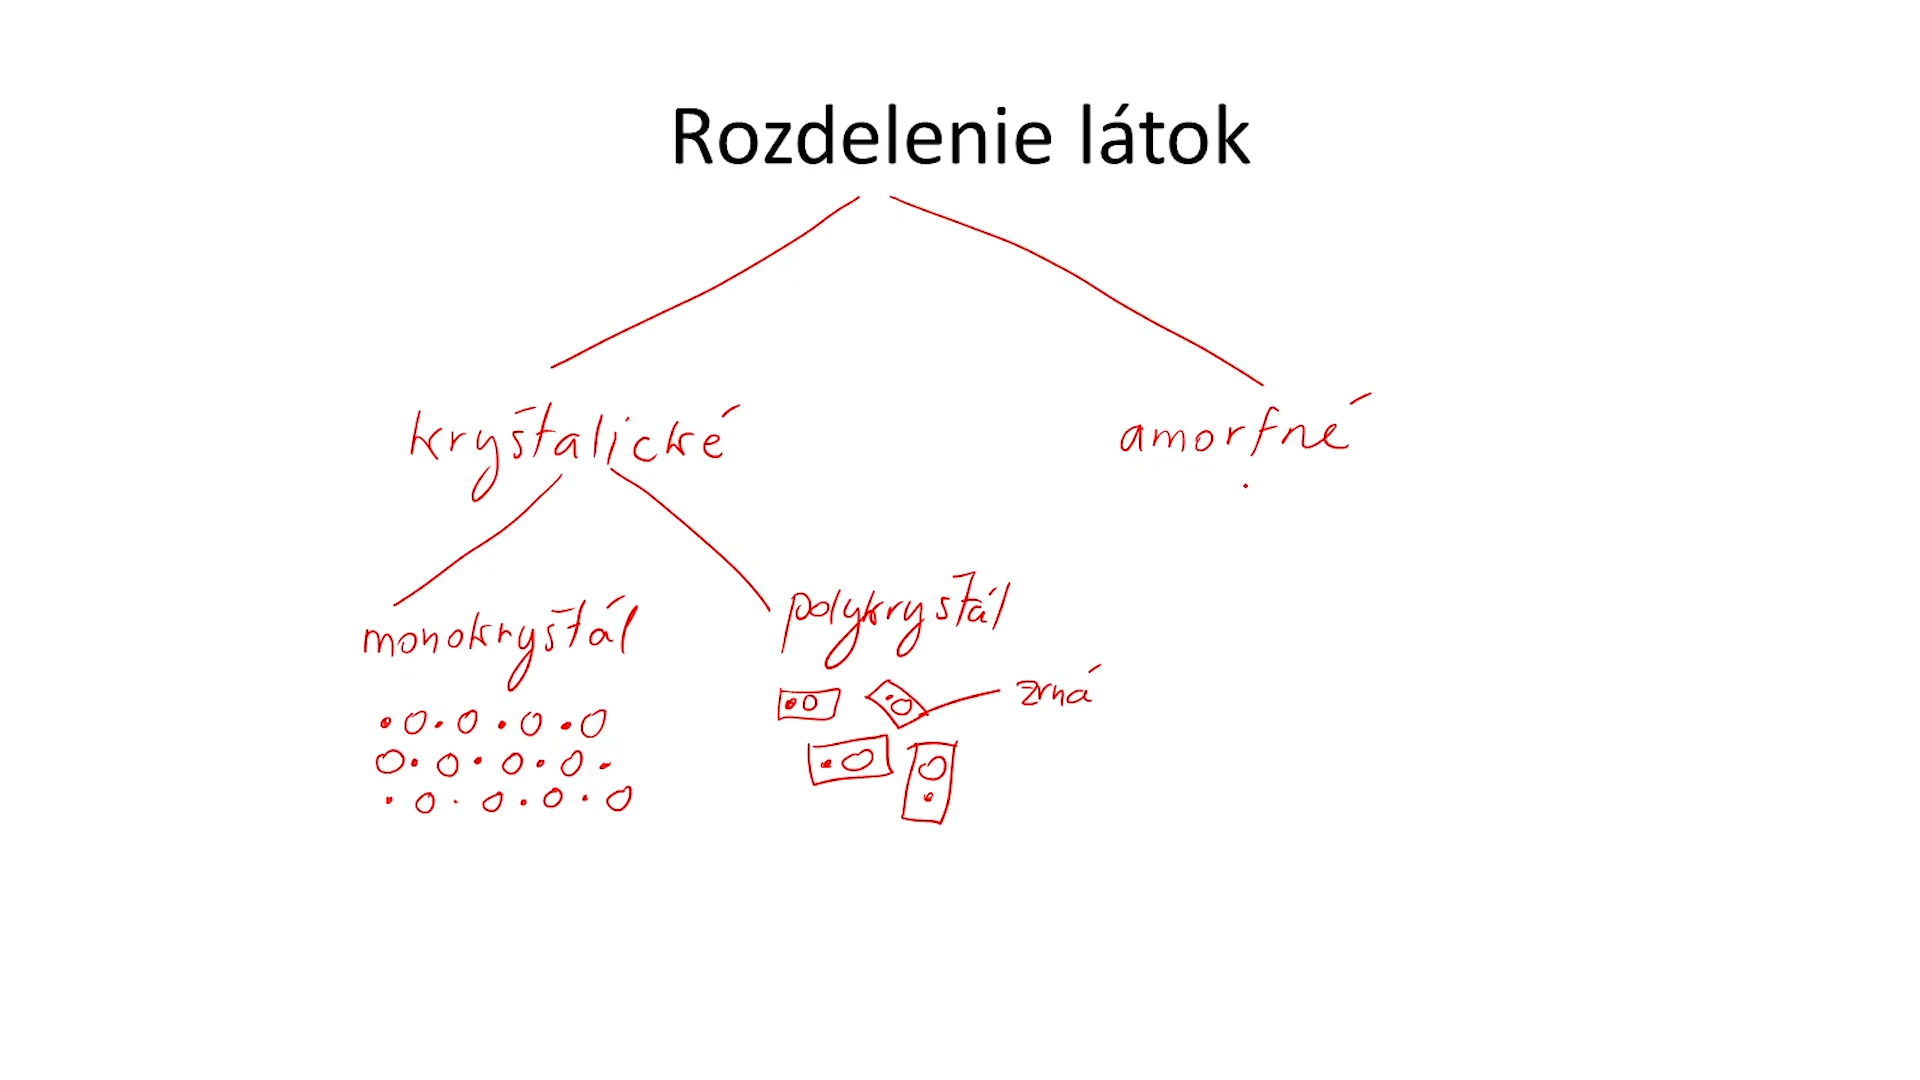 Rozdelenie látok
kryštalické
amorfné
monokryštál
polykryštál
zrná